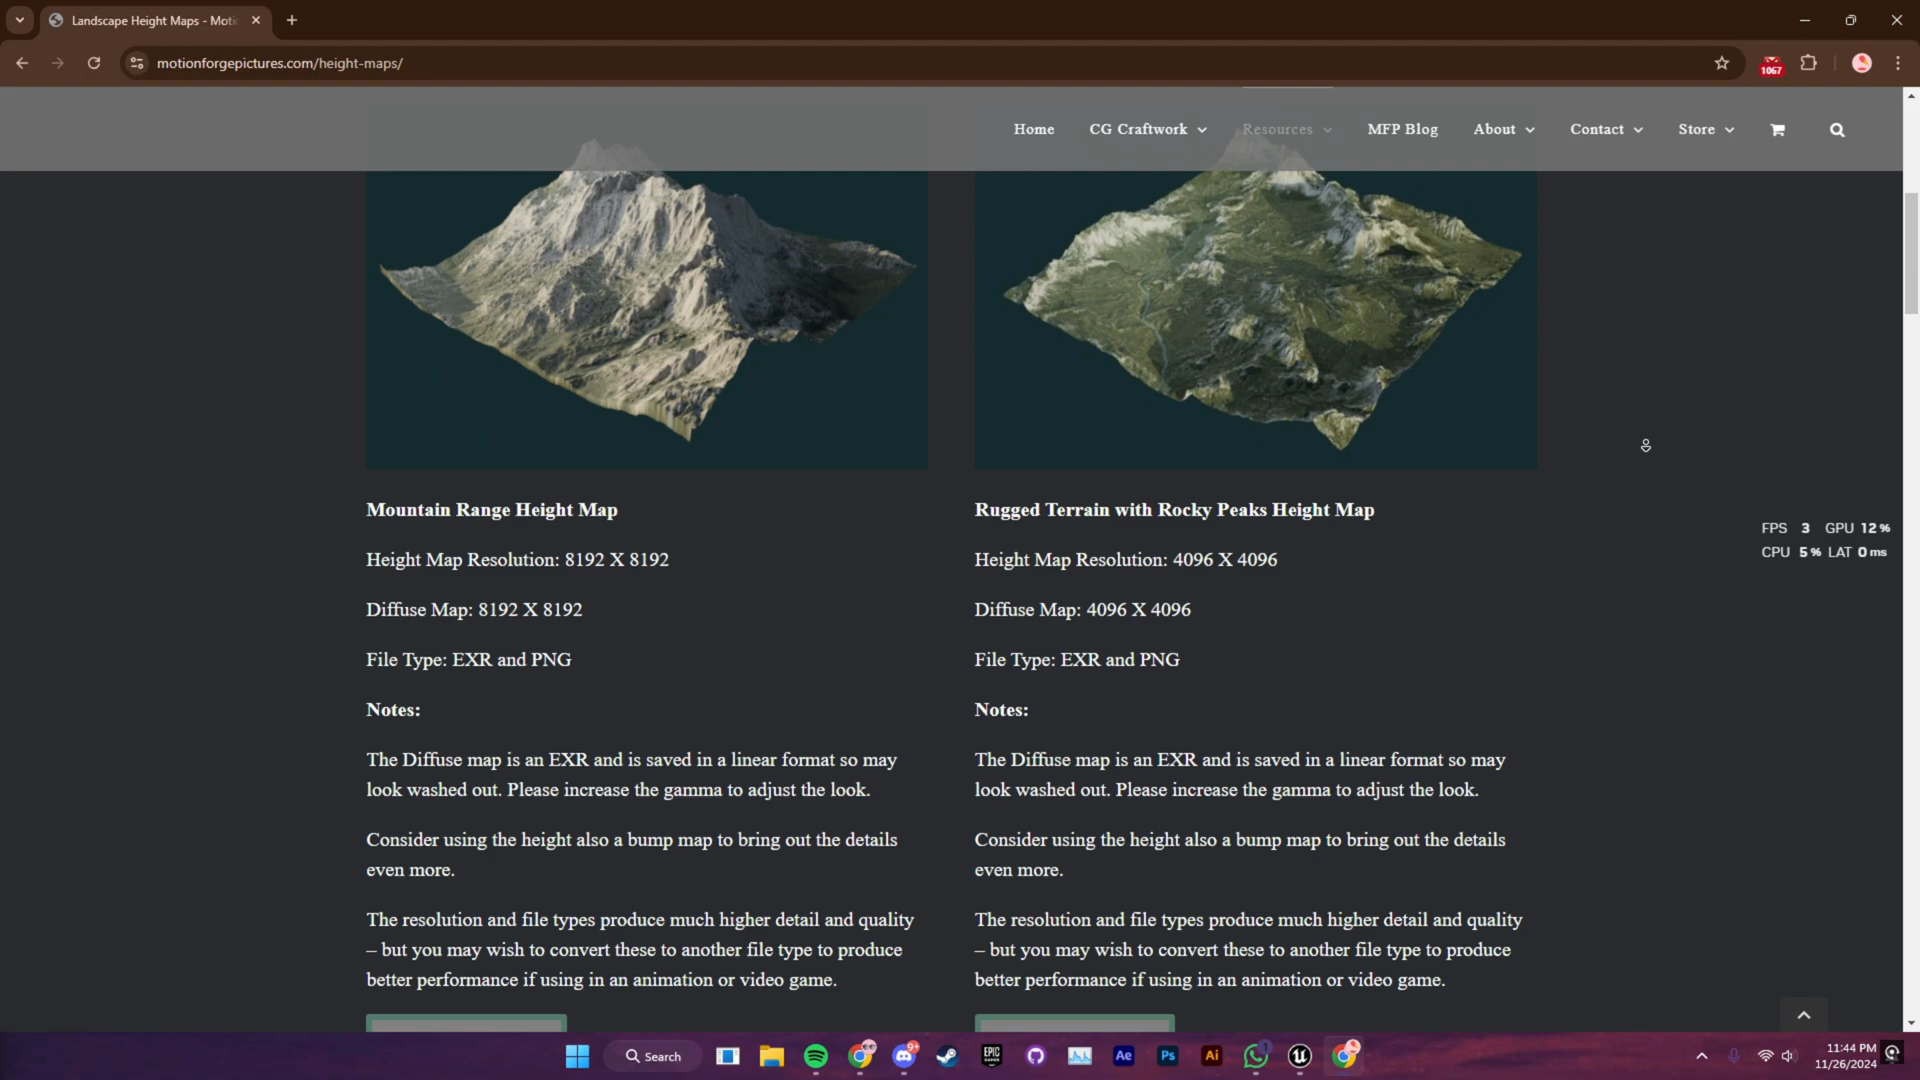 Landscape Height Maps - Moti
motionforgepictures.com/height-maps/
1067
Home
CG Craftwork
Resources
MFP Blog
About
Contact
Store
Mountain Range Height Map
Height Map Resolution: 8192 X 8192
Diffuse Map: 8192 X 8192
File Type: EXR and PNG
Notes:
The Diffuse map is an EXR and is saved in a linear format so may
look washed out. Please increase the gamma to adjust the look.
Consider using the height also a bump map to bring out the details
even more.
The resolution and file types produce much higher detail and quality
– but you may wish to convert these to another file type to produce
better performance if using in an animation or video game.
Rugged Terrain with Rocky Peaks Height Map
Height Map Resolution: 4096 X 4096
Diffuse Map: 4096 X 4096
File Type: EXR and PNG
Notes:
The Diffuse map is an EXR and is saved in a linear format so may
look washed out. Please increase the gamma to adjust the look.
Consider using the height also a bump map to bring out the details
even more.
The resolution and file types produce much higher detail and quality
– but you may wish to convert these to another file type to produce
better performance if using in an animation or video game.
FPS 3 GPU 12 %
CPU 5 % LAT 0 ms
Search
9+
EPIC
GAMES
Ae
Ps
Ai
1
11:44 PM
11/26/2024